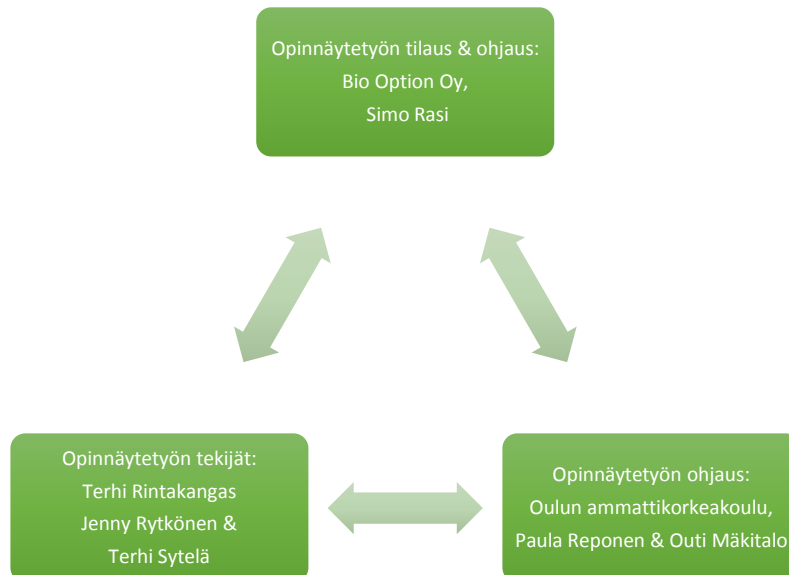 Opinnäytetyön tilaus & ohjaus:
Bio Option Oy,
Simo Rasi
Opinnäytetyön tekijät:
Terhi Rintakangas
Jenny Rytkönen &
Terhi Sytelä
Opinnäytetyön ohjaus:
Oulun ammattikorkeakoulu,
Paula Reponen & Outi Mäkitalo